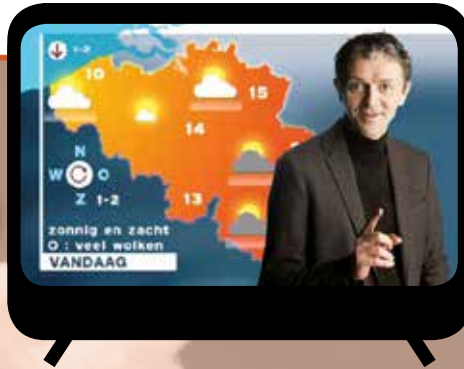 1-2
10
15
14
N
W O
Z 1-2
13
zonnig en zacht
O : veel wolken
VANDAAG